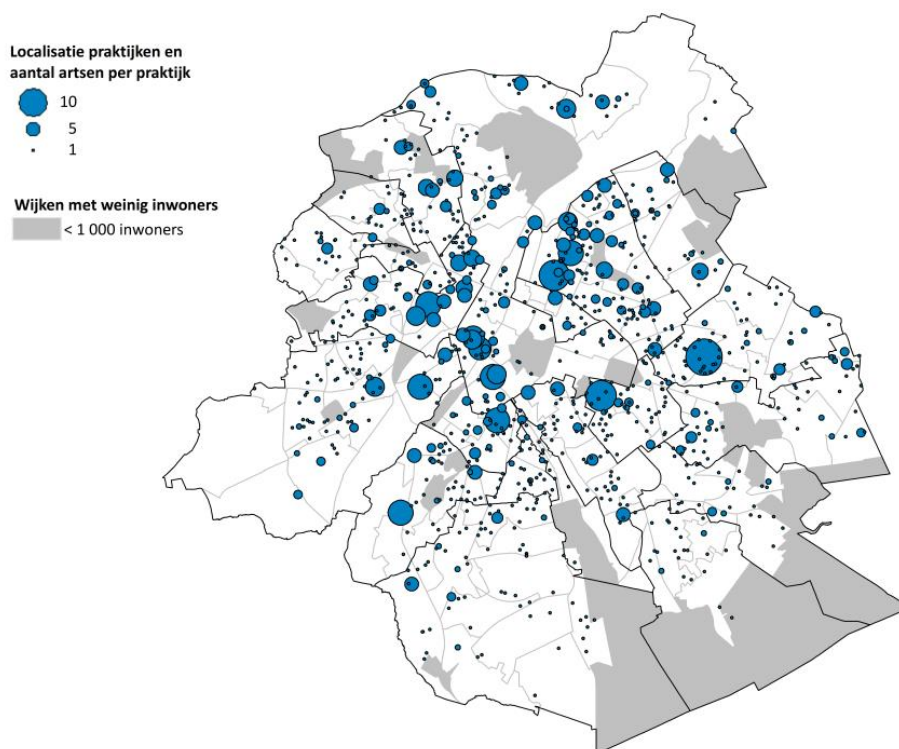 Localisatie praktijken en
aantal artsen per praktijk
10
5
1
Wijken met weinig inwoners
< 1 000 inwoners